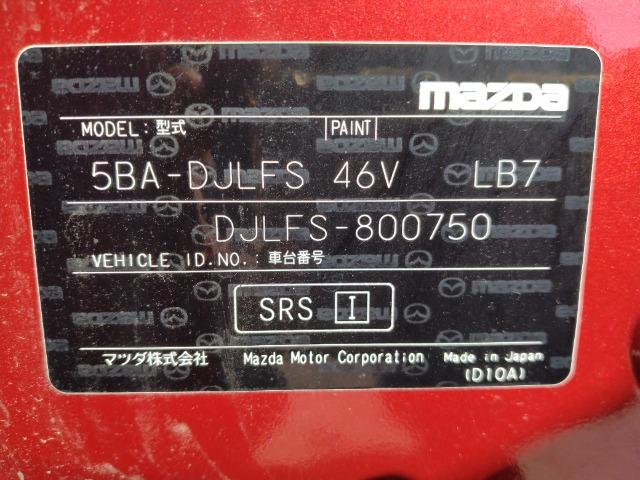 mazda
MODEL : 型式 PAINT
5BA-DJLFS 46V LB7
DJLFS-800750
VEHICLE ID.NO. : 車台番号
SRS I
マツダ株式会社 Mazda Motor Corporation Made in Japan
(D10A)